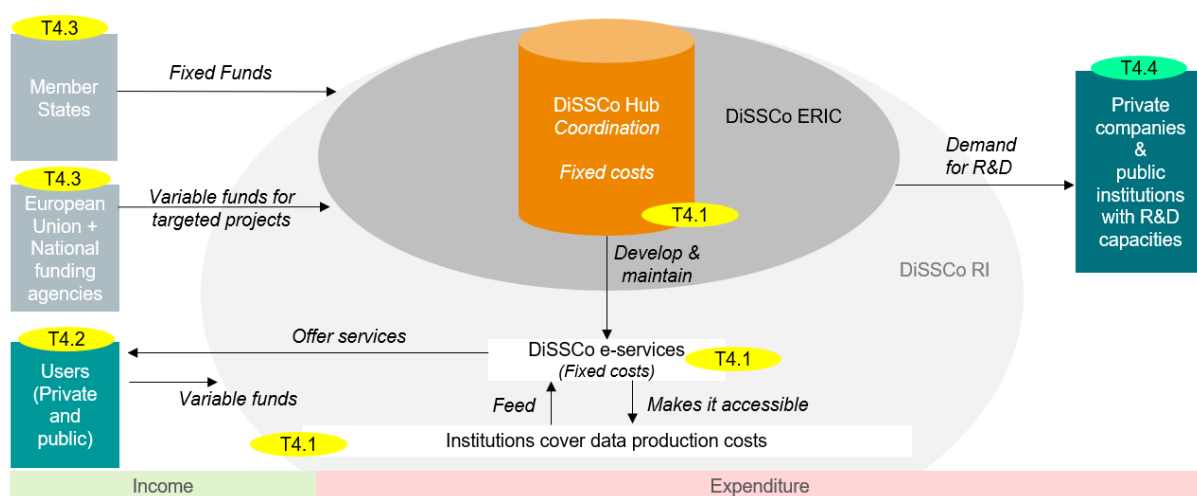 T4.3
Member
States
Fixed Funds
T4.3
European
Union +
National
funding
agencies
Variable funds for
targeted projects
DiSSCo Hub
Coordination
Fixed costs
T4.1
DiSSCo ERIC
DiSSCo RI
Demand
for R&D
T4.4
Private
companies
&
public
institutions
with R&D
capacities
Develop &
maintain
T4.2
Users
(Private
and
public)
Offer services
Variable funds
DiSSCo e-services
(Fixed costs)
T4.1
Feed
Makes it accessible
T4.1
Institutions cover data production costs
Income
Expenditure